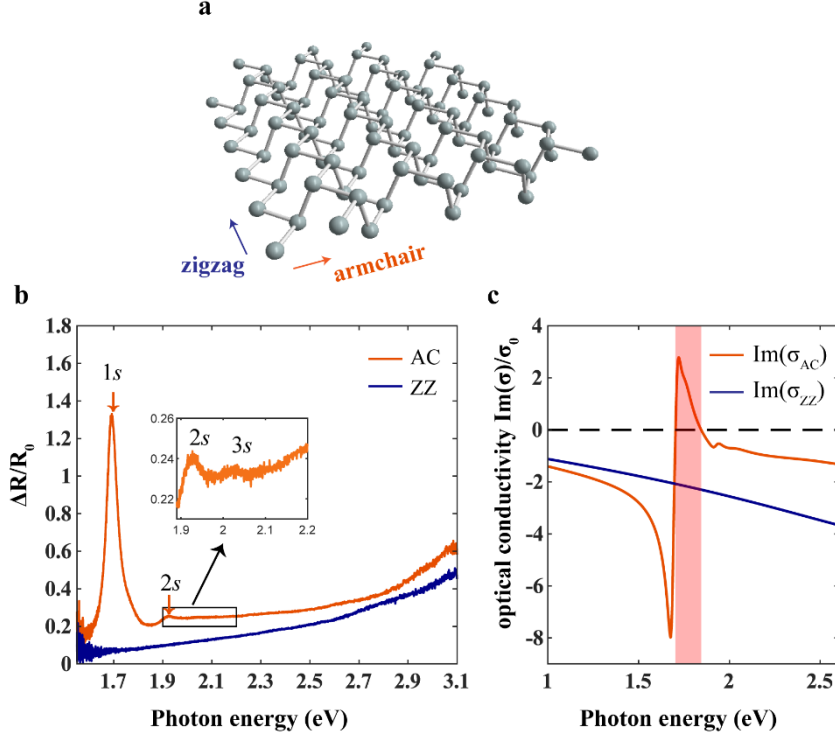 a
zigzag
armchair
b
1.8
1.6
1.4
1.2
1
0.8
0.6
0.4
0.2
0
ΔR/R₀
1s
AC
ZZ
0.26
0.24
0.22
2s
3s
1.9 2 2.1 2.2
2s
1.7 1.9 2.1 2.3 2.5 2.7 2.9 3.1
Photon energy (eV)
c
4
2
0
-2
-4
-6
-8
optical conductivity Im(σ)/σ₀
Im(σ_AC)
Im(σ_ZZ)
1 1.5 2 2.5
Photon energy (eV)